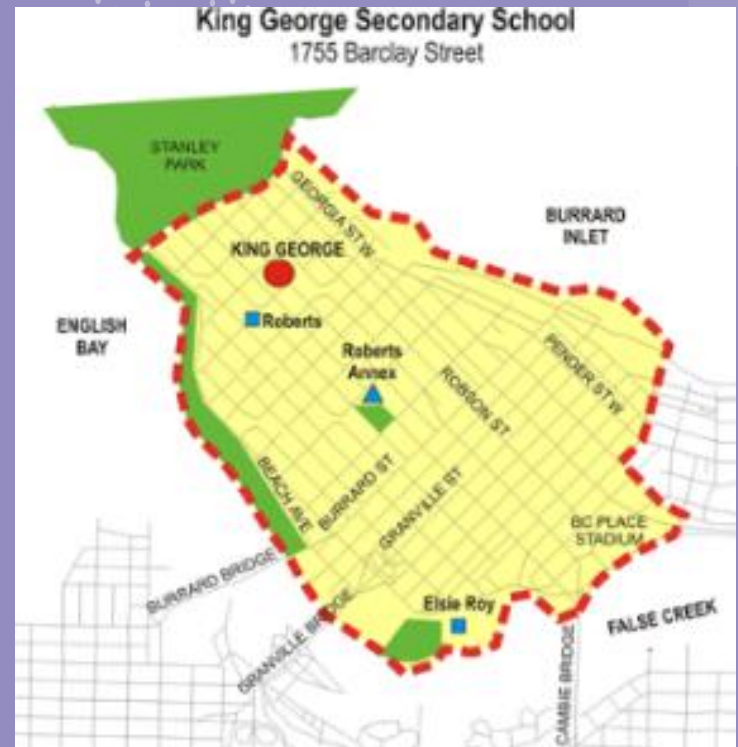 King George Secondary School
1755 Barclay Street
STANLEY
PARK
GEORGIA ST W
BURRARD
INLET
KING GEORGE
ENGLISH
BAY
Roberts
Roberts
Annex
PENDER ST W
ROBSON ST
BEACH AVE
BURRARD ST
GRANVILLE ST
BC PLACE
STADIUM
BURRARD BRIDGE
GRANVILLE BRIDGE
Elsie Roy
FALSE CREEK
CAMBIE BRIDGE